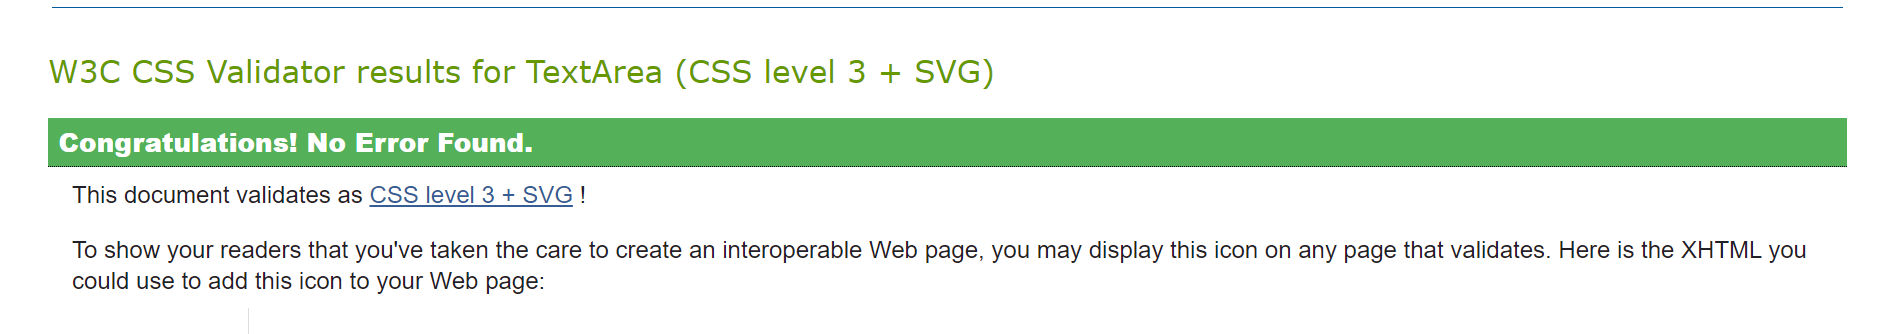 W3C CSS Validator results for TextArea (CSS level 3 + SVG)
Congratulations! No Error Found.
This document validates as CSS level 3 + SVG !
To show your readers that you've taken the care to create an interoperable Web page, you may display this icon on any page that validates. Here is the XHTML you
could use to add this icon to your Web page: